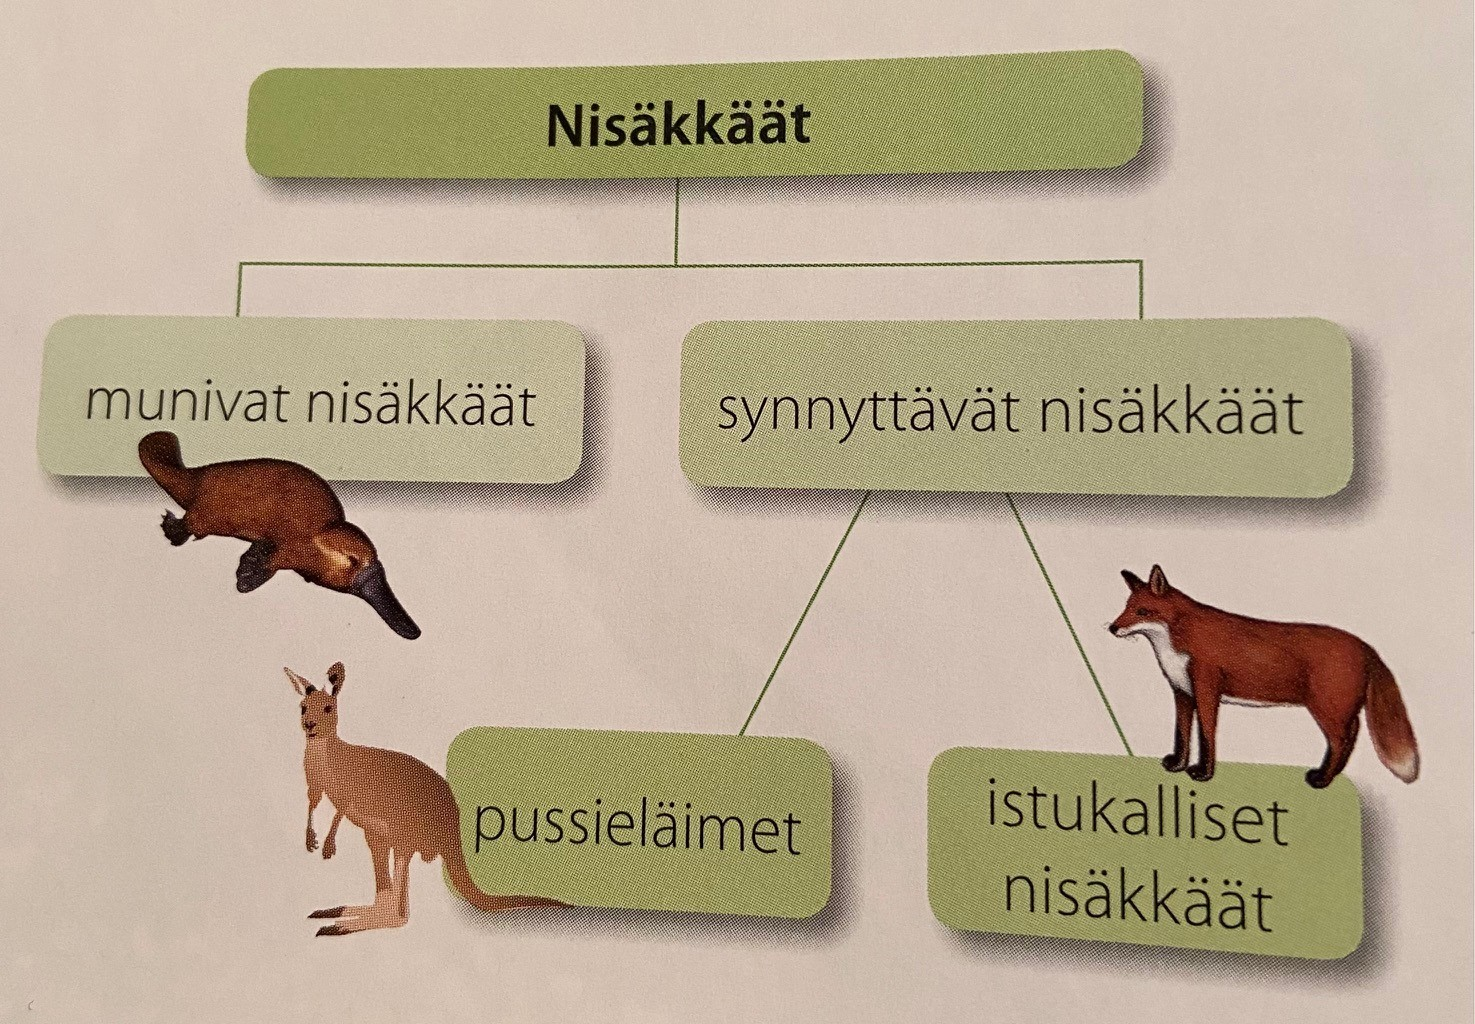 Nisäkkäät
munivat nisäkkäät
synnyttävät nisäkkäät
pussieläimet
istukalliset
nisäkkäät